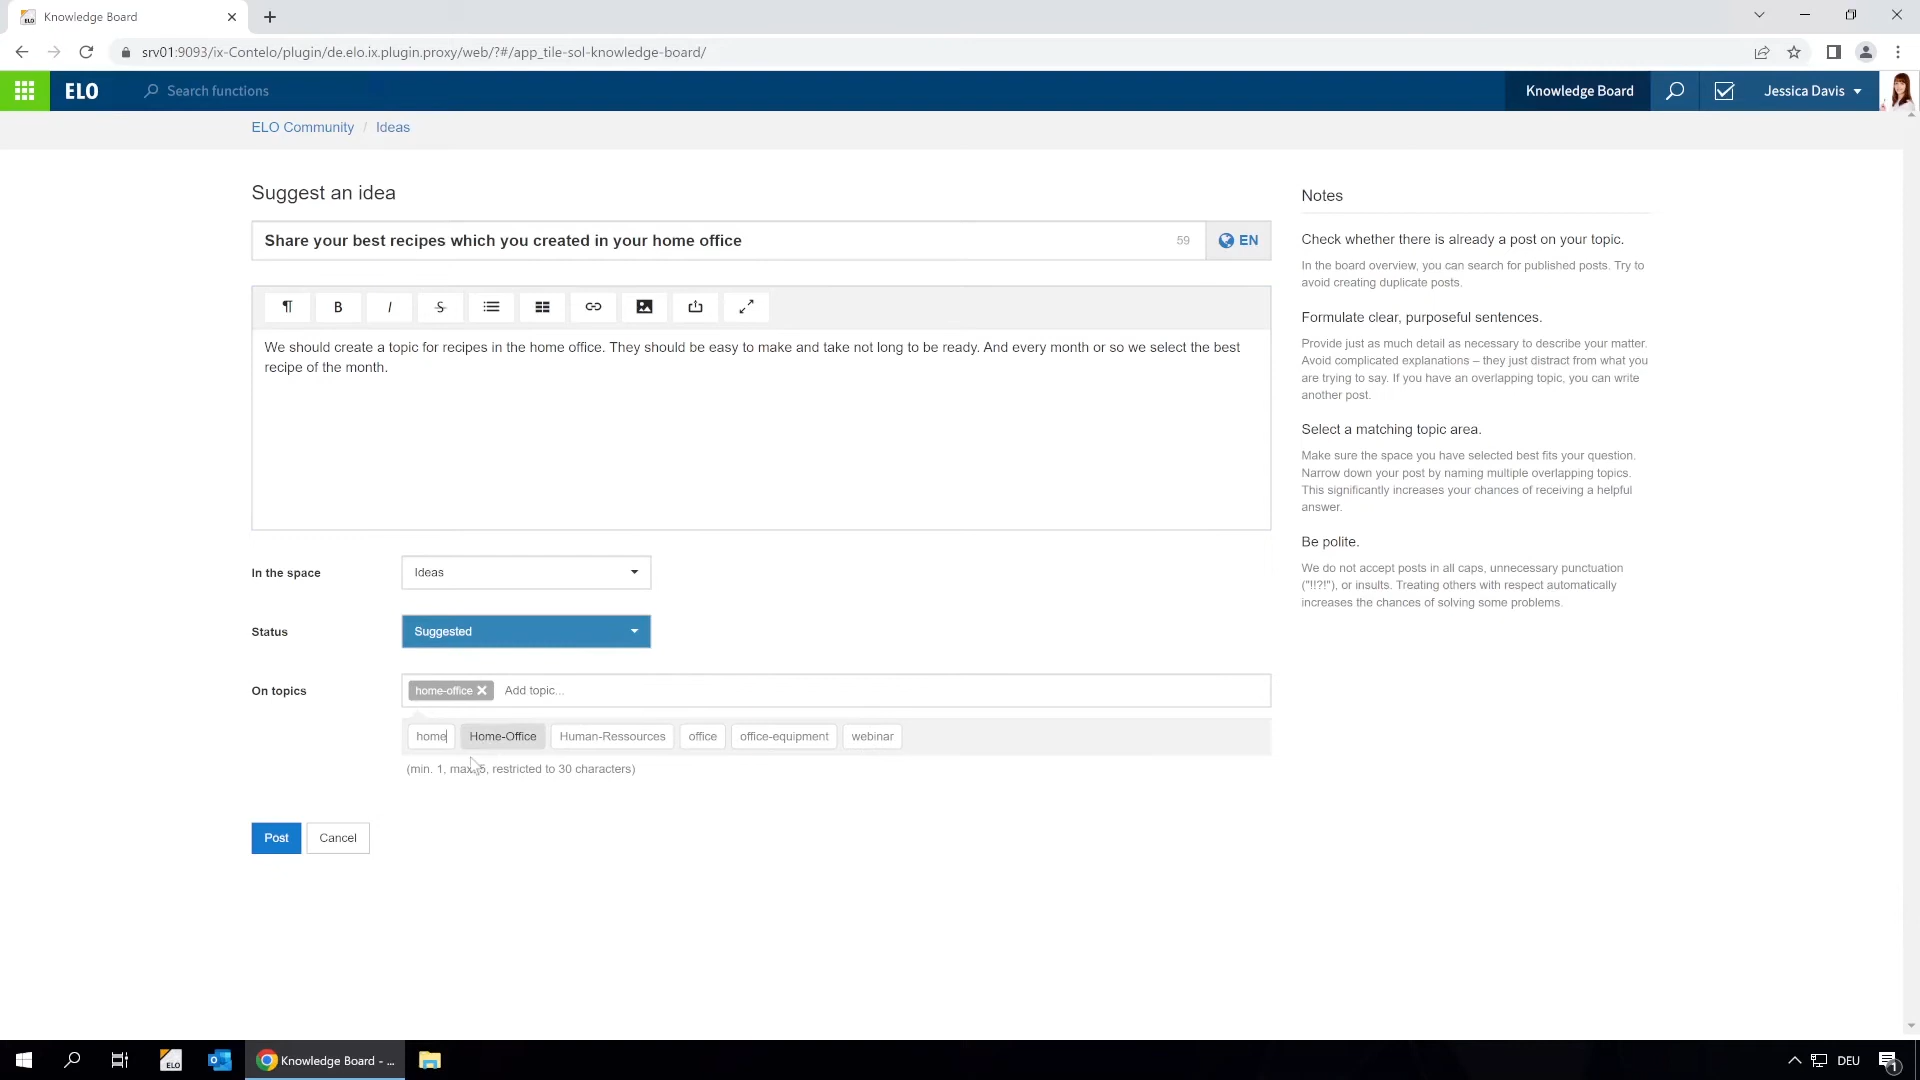 Knowledge Board
srv01:9093/ix-Contelo/plugin/de.elo.ix.plugin.proxy/web/?#/app_tile-sol-knowledge-board/
ELO
Search functions
Knowledge Board
Jessica Davis
ELO Community / Ideas
Suggest an idea
Share your best recipes which you created in your home office
59
EN
We should create a topic for recipes in the home office. They should be easy to make and take not long to be ready. And every month or so we select the best
recipe of the month.
In the space
Ideas
Status
Suggested
On topics
home-office
Add topic...
home
Home-Office
Human-Ressources
office
office-equipment
webinar
(min. 1, max. 5, restricted to 30 characters)
Post
Cancel
Notes
Check whether there is already a post on your topic.
In the board overview, you can search for published posts. Try to
avoid creating duplicate posts.
Formulate clear, purposeful sentences.
Provide just as much detail as necessary to describe your matter.
Avoid complicated explanations – they just distract from what you
are trying to say. If you have an overlapping topic, you can write
another post.
Select a matching topic area.
Make sure the space you have selected best fits your question.
Narrow down your post by naming multiple overlapping topics.
This significantly increases your chances of receiving a helpful
answer.
Be polite.
We do not accept posts in all caps, unnecessary punctuation
("!!?!"), or insults. Treating others with respect automatically
increases the chances of solving some problems.
ELO
Knowledge Board - ...
DEU
1